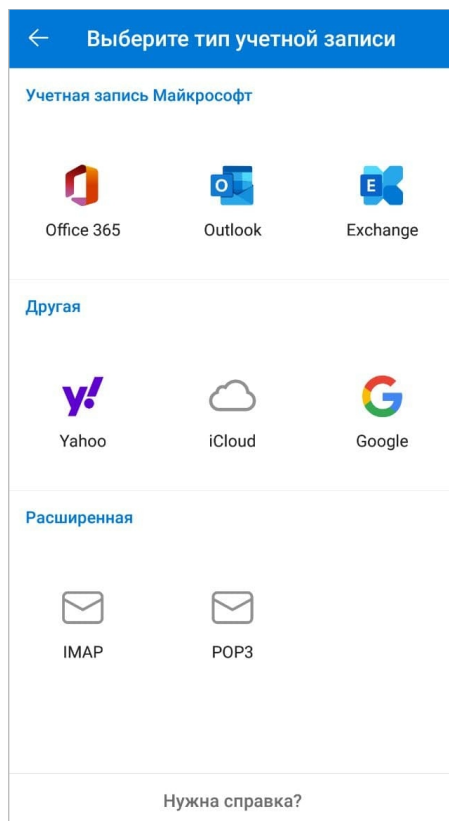 Выберите тип учетной записи
Учетная запись Майкрософт
Office 365 Outlook Exchange
Другая
Yahoo iCloud Google
Расширенная
IMAP POP3
Нужна справка?